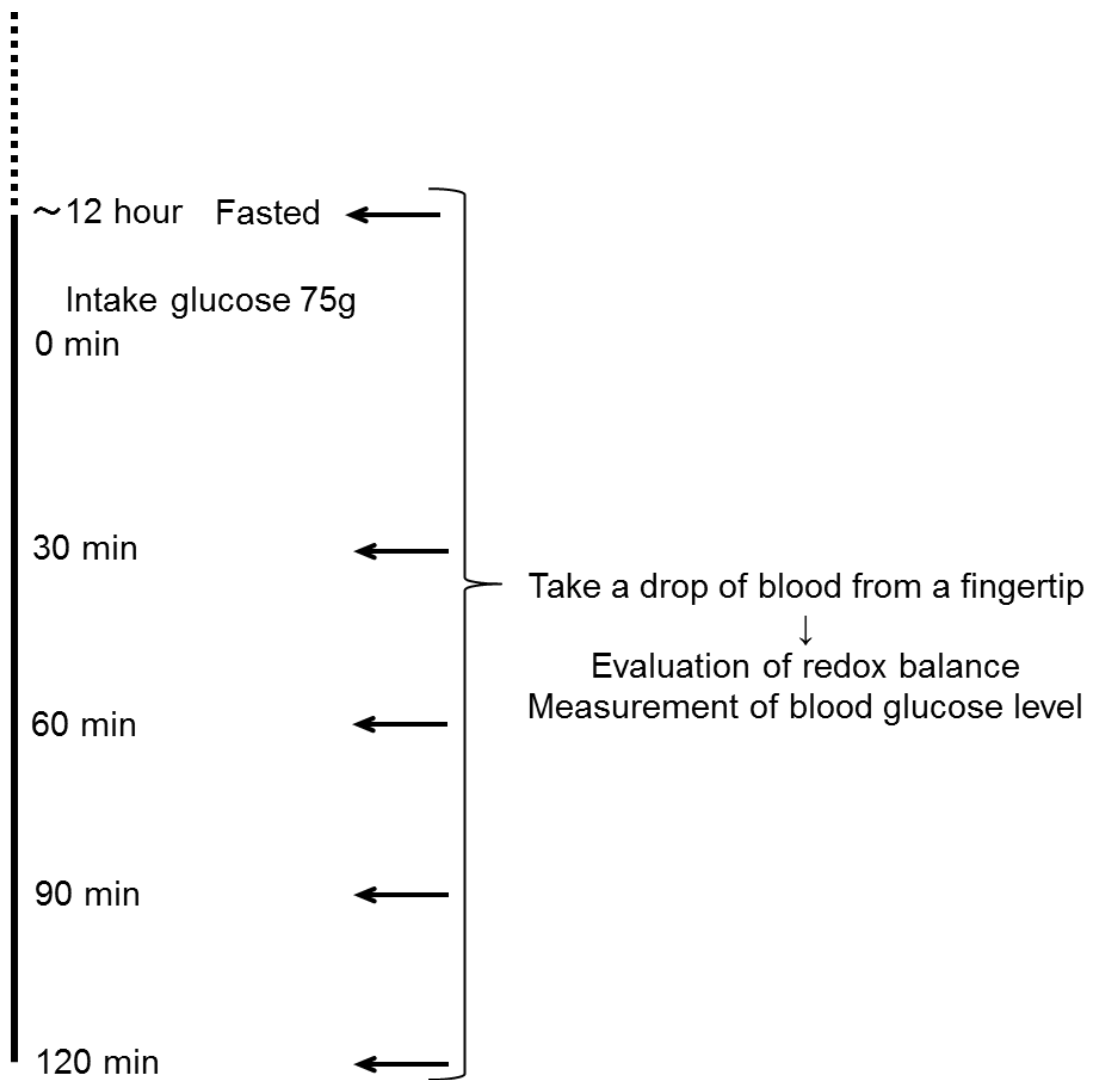 ～12 hour Fasted
Intake glucose 75g
0 min
30 min
Take a drop of blood from a fingertip
↓
Evaluation of redox balance
Measurement of blood glucose level
60 min
90 min
120 min